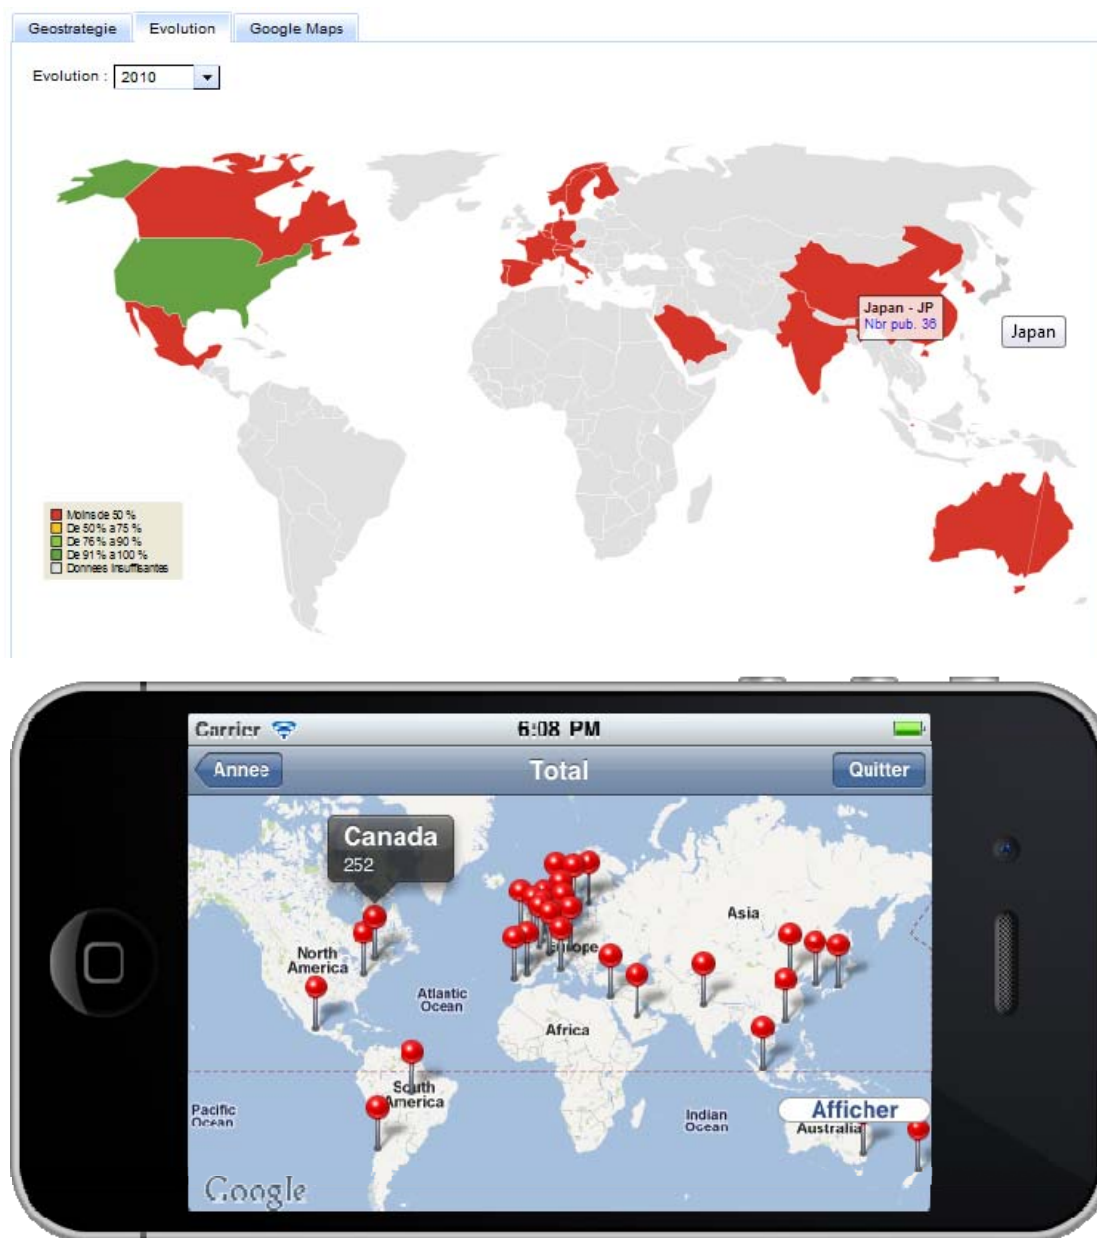 Geostrategie Evolution Google Maps
Evolution : 2010
Japan - JP
Nbr pub. 36
Japan
Moins de 50 %
De 50 % a 75 %
De 76 % a 90 %
De 91 % a 100 %
Donnees insuffisantes
Carrier 6:08 PM
Annee Total Quitter
Canada
252
Asia
North
America
Europe
Atlantic
Ocean
Africa
South
America
Pacific
Ocean
Indian
Ocean
Afficher
Australia
Google